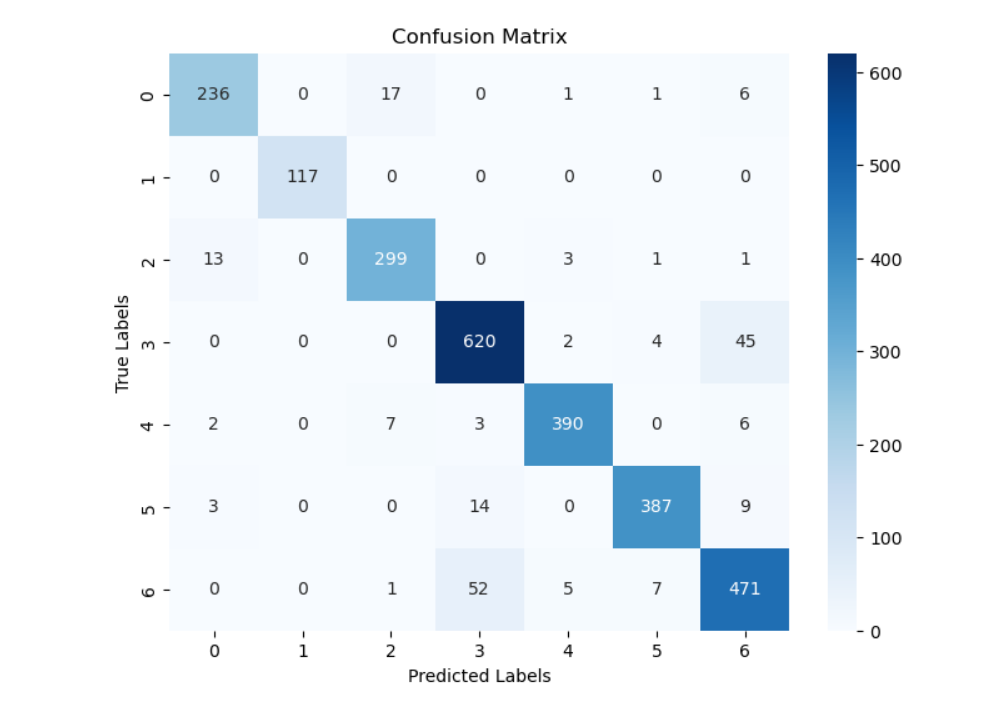 Confusion Matrix
0 236 0 17 0 1 1 6
1 0 117 0 0 0 0 0
2 13 0 299 0 3 1 1
3 0 0 0 620 2 4 45
4 2 0 7 3 390 0 6
5 3 0 0 14 0 387 9
6 0 0 1 52 5 7 471
0 1 2 3 4 5 6
True Labels
Predicted Labels
600
500
400
300
200
100
0